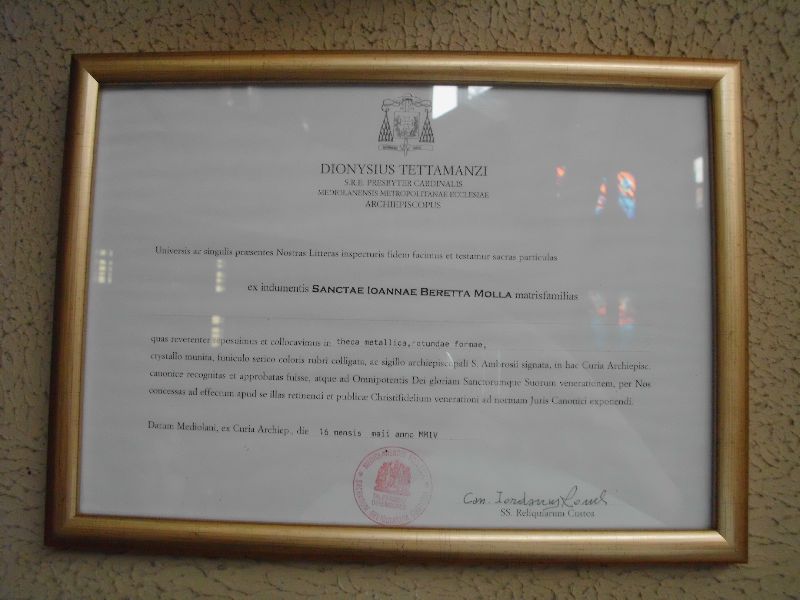 DIONYSIUS TETTAMANZI
S.R.E. PRESBYTER CARDINALIS
MEDIOLANENSIS METROPOLITANAE ECCLESIAE
ARCHIEPISCOPUS
Universis ac singulis præsentes Nostras Litteras inspecturis fidem facimus et testamur sacras particulas
ex indumentis SANCTAE IOANNAE BERETTA MOLLA matrisfamilias
quas reverenter reposuimus et collocavimus in theca metallica, rotundae formae,
crystallo munita, funiculo serico coloris rubri colligata, ac sigillo archiepiscopali S. Ambrosii signata, in hac Curia Archiepisc.
canonice recognitas et approbatas fuisse, atque ad Omnipotentis Dei gloriam Sanctorumque Suorum venerationem, per Nos
concessas ad effectum apud se illas retinendi et publicæ Christifidelium venerationi ad normam Juris Canonici exponendi.
Datum Mediolani, ex Curia Archiep., die 16 mensis maii anno MMIV
SS. Reliquiarum Custos